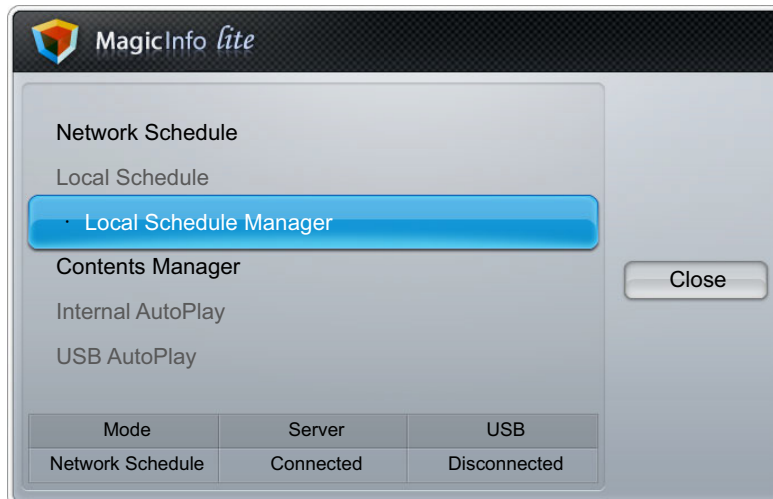 MagicInfo lite
Network Schedule
Local Schedule
· Local Schedule Manager
Contents Manager
Internal AutoPlay
USB AutoPlay
Close
Mode Server USB
Network Schedule Connected Disconnected